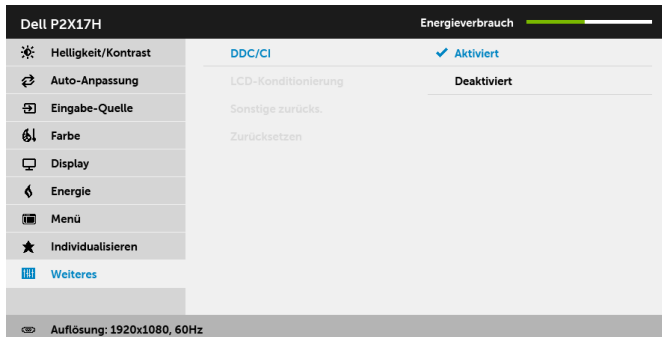 Dell P2X17H
Energieverbrauch
Helligkeit/Kontrast
DDC/CI
Aktiviert
Auto-Anpassung
LCD-Konditionierung
Deaktiviert
Eingabe-Quelle
Sonstige zurücks.
Farbe
Zurücksetzen
Display
Energie
Menü
Individualisieren
Weiteres
Auflösung: 1920x1080, 60Hz